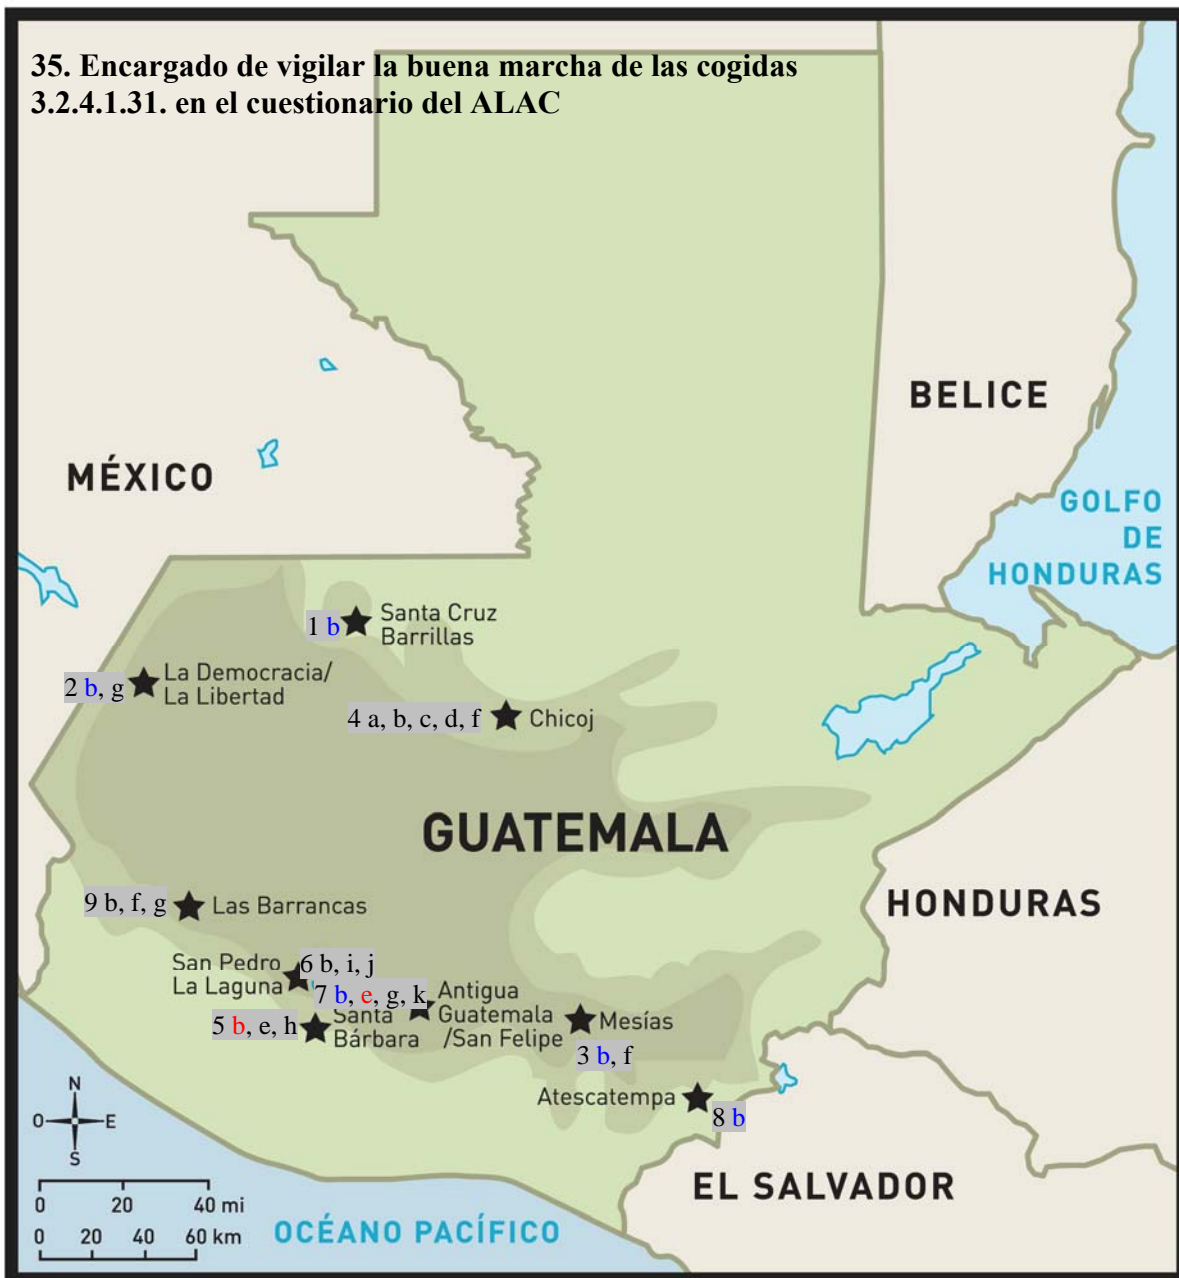 35. Encargado de vigilar la buena marcha de las cogidas
3.2.4.1.31. en el cuestionario del ALAC
BELICE
MÉXICO
GOLFO
DE
HONDURAS
1 b
Santa Cruz
Barrillas
2 b, g
La Democracia/
La Libertad
4 a, b, c, d, f
Chicoj
GUATEMALA
9 b, f, g
Las Barrancas
HONDURAS
San Pedro
La Laguna
6 b, i, j
7 b, e, g, k
Antigua
Guatemala
/San Felipe
5 b, e, h
Santa
Bárbara
Mesías
3 b, f
Atescatempa
8 b
N
O
E
S
EL SALVADOR
0 20 40 mi
0 20 40 60 km
OCÉANO PACÍFICO